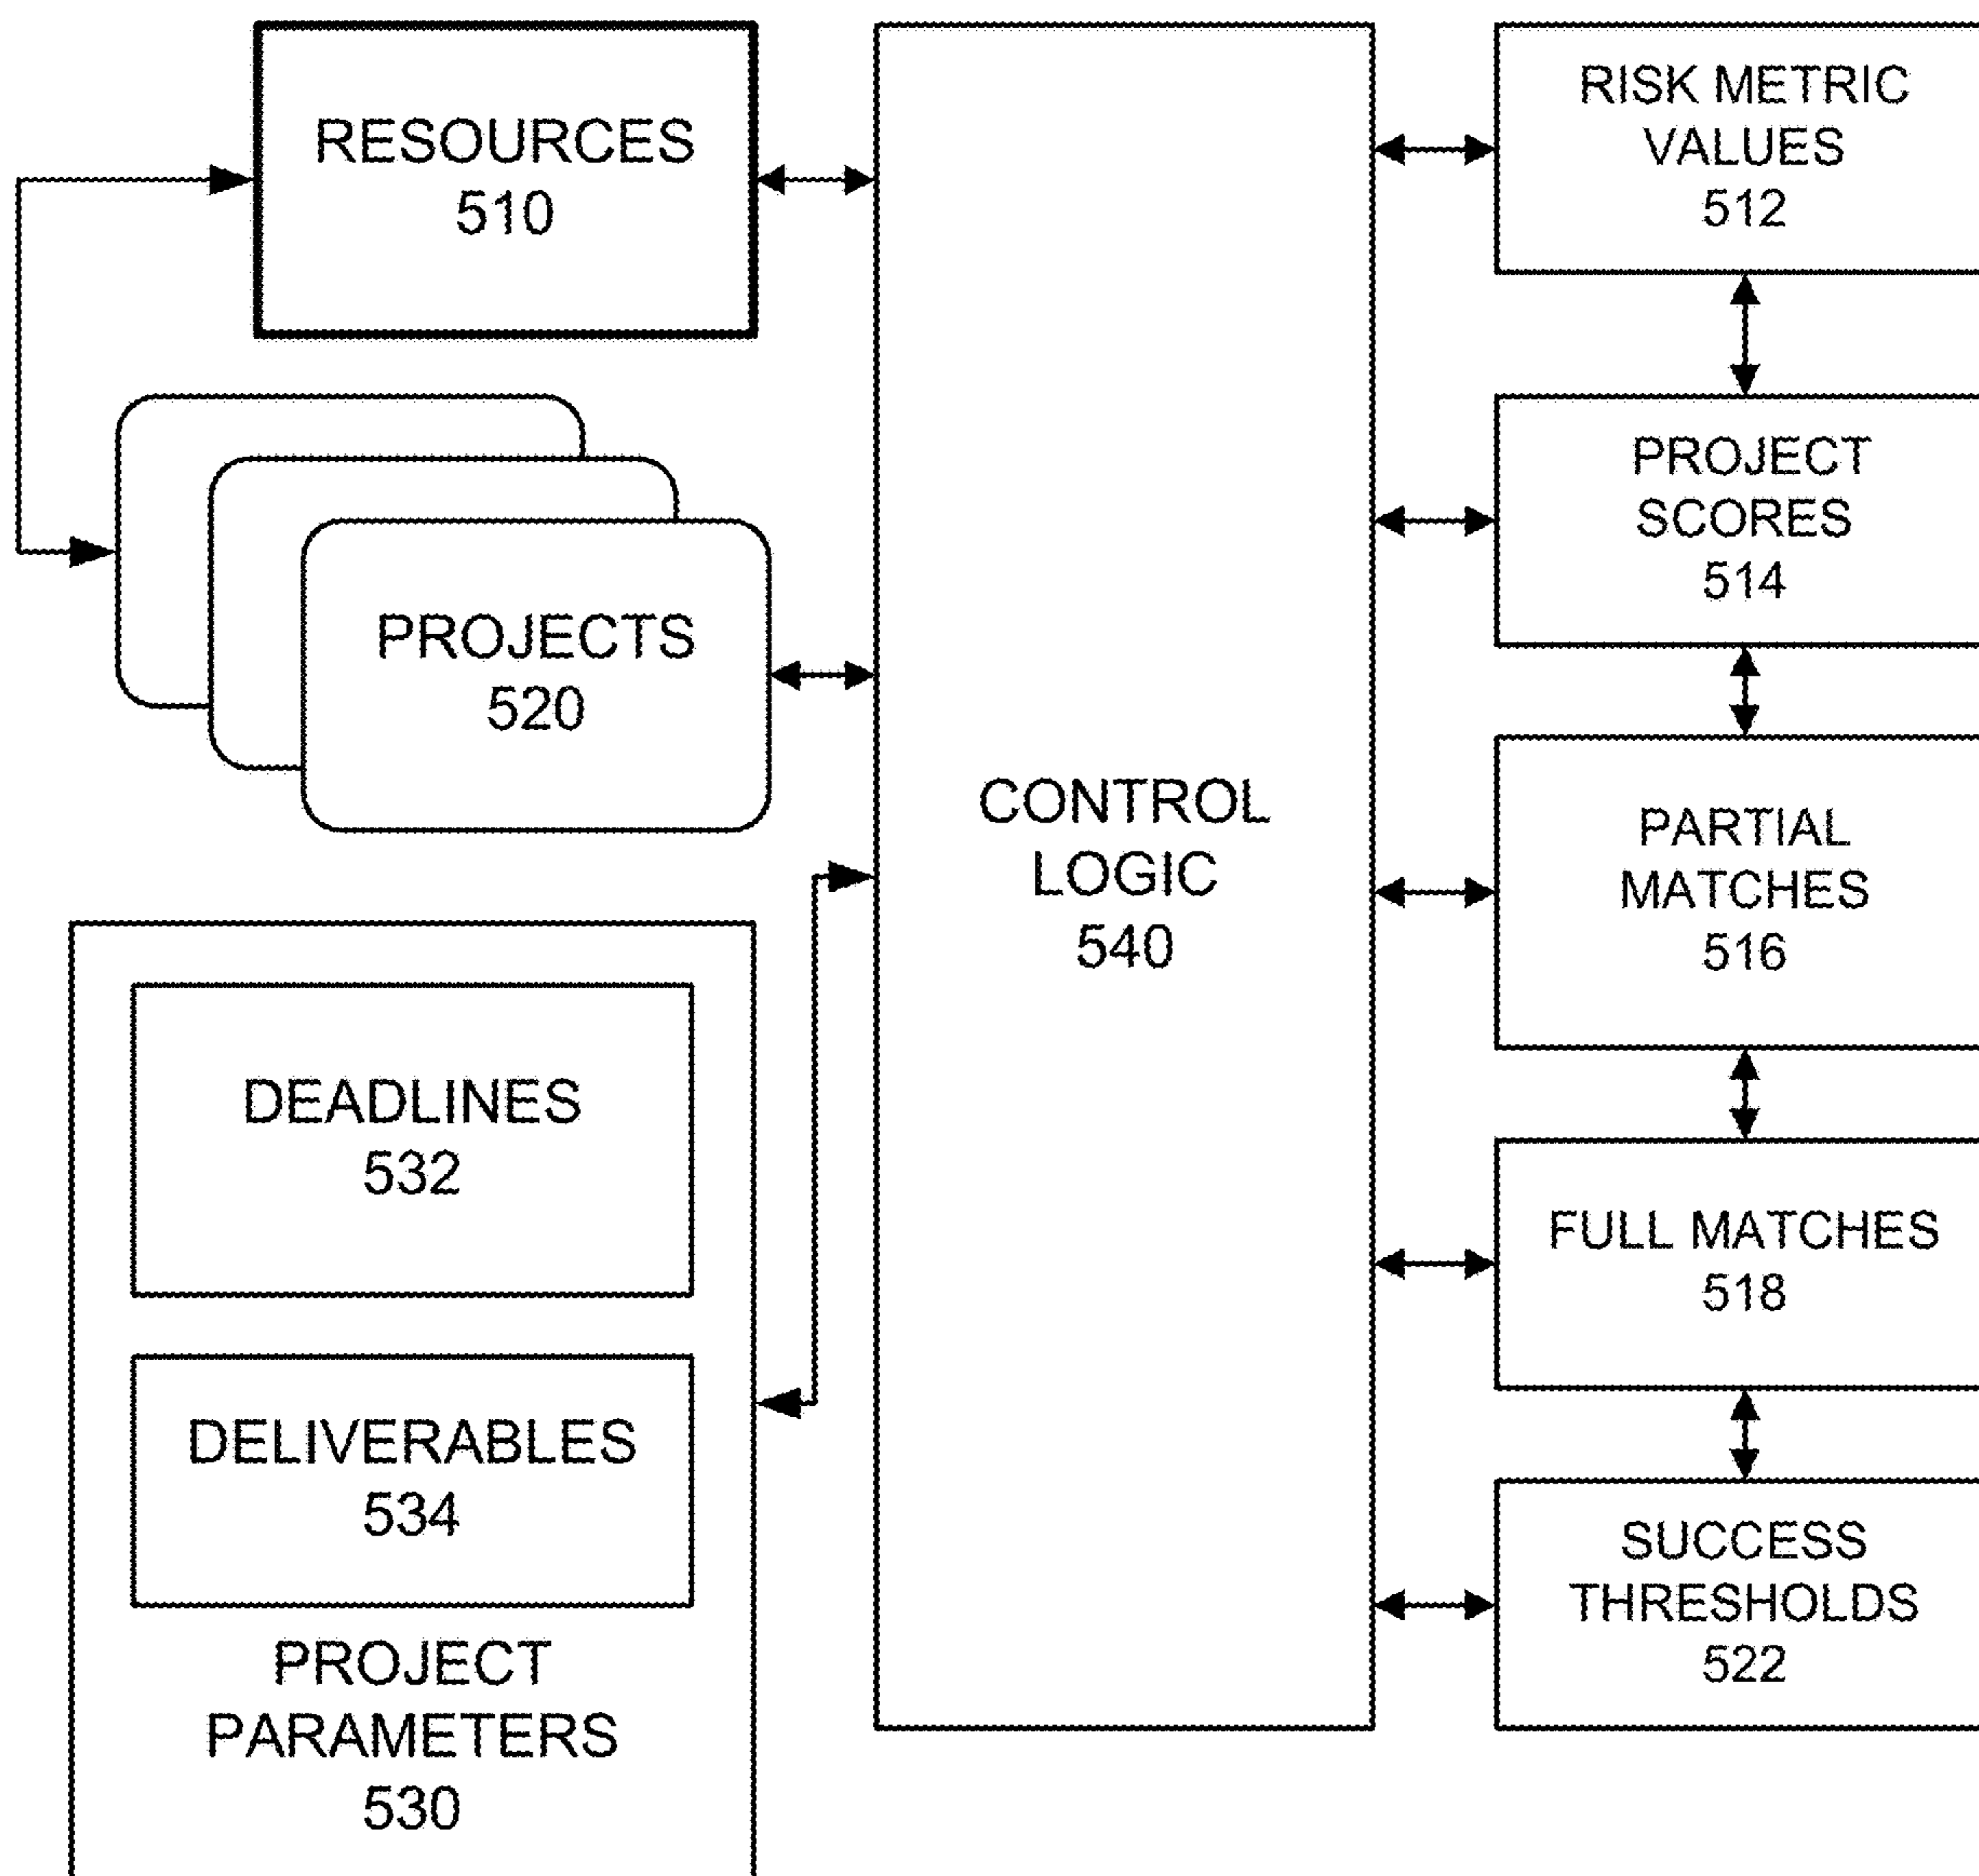 RESOURCES
510
PROJECTS
520
DEADLINES
532
DELIVERABLES
534
PROJECT
PARAMETERS
530
CONTROL
LOGIC
540
RISK METRIC
VALUES
512
PROJECT
SCORES
514
PARTIAL
MATCHES
516
FULL MATCHES
518
SUCCESS
THRESHOLDS
522